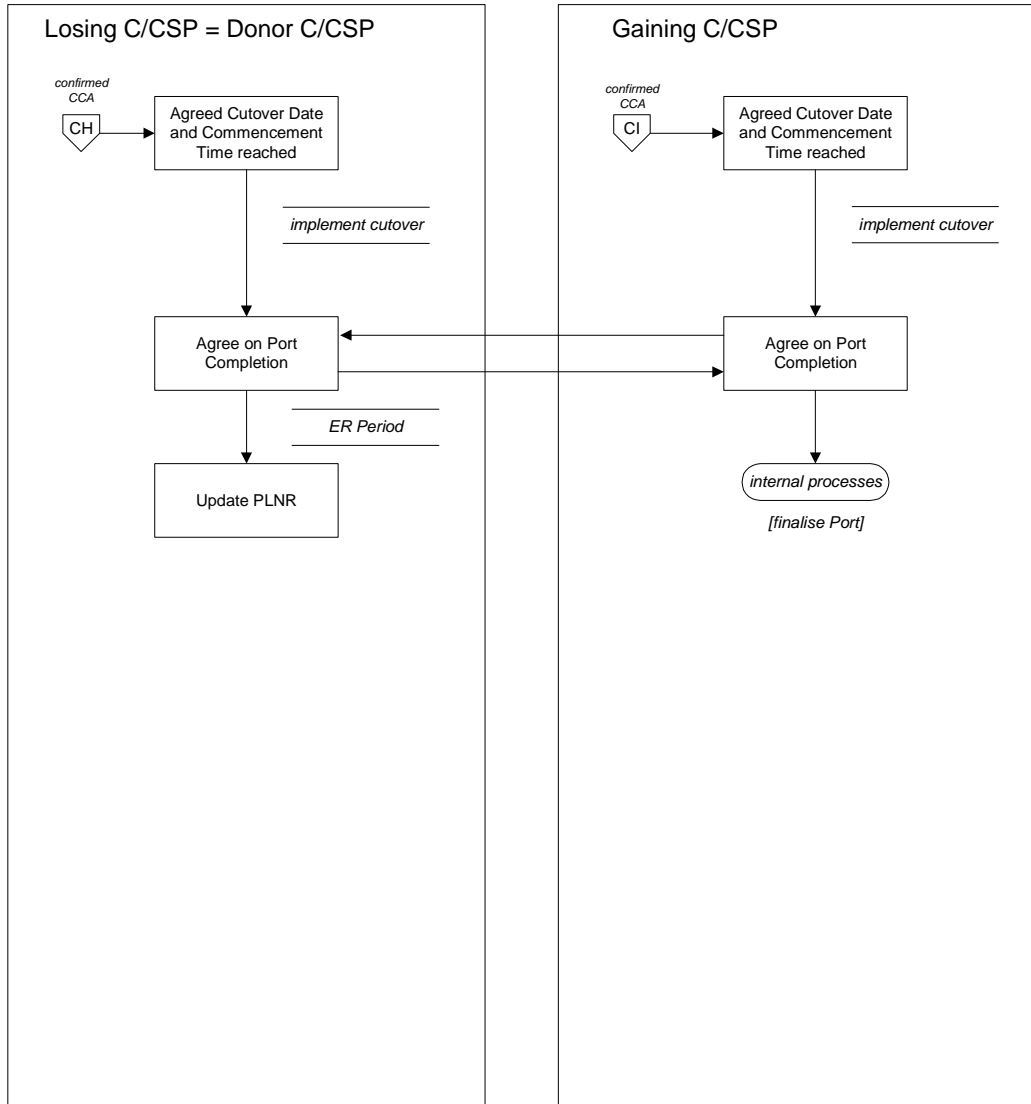 Losing C/CSP = Donor C/CSP
confirmed
CCA
CH
Agreed Cutover Date
and Commencement
Time reached
implement cutover
Agree on Port
Completion
ER Period
Update PLNR
Gaining C/CSP
confirmed
CCA
CI
Agreed Cutover Date
and Commencement
Time reached
implement cutover
Agree on Port
Completion
internal processes
[finalise Port]